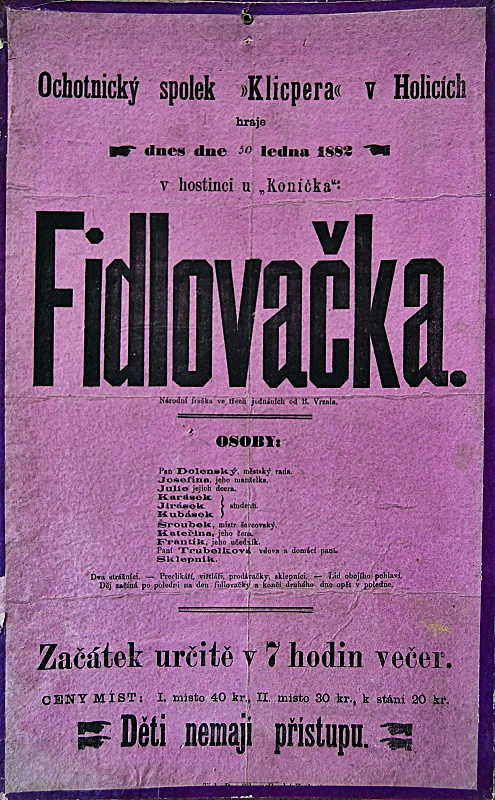 Ochotnický spolek »Klicpera« v Holicích
hraje
dnes dne 30 ledna 1882
v hostinci u „Koníčka“:
Fidlovačka.
Národní fraška ve třech jednáních od B. Vrzala.
OSOBY:
Pan Dolenský, městský rada.
Josefína, jeho manželka.
Julie jejich dcera.
Karásek
Jirásek } studenti.
Kubásek
Šroubek, mistr ševcovský.
Kateřina, jeho žena.
Frantík, jeho učedník.
Paní Trubelková vdova a domácí paní.
Sklepník.
Dva strážníci. — Preclíkáři, vuřtláři, prodavačky, sklepníci. — Lid obojího pohlaví.
Děj začíná po poledni na den fidlovačky a končí druhého dne opět v poledne.
Začátek určitě v 7 hodin večer.
CENY MÍST: I. místo 40 kr., II. místo 30 kr., k stání 20 kr.
Děti nemají přístupu.